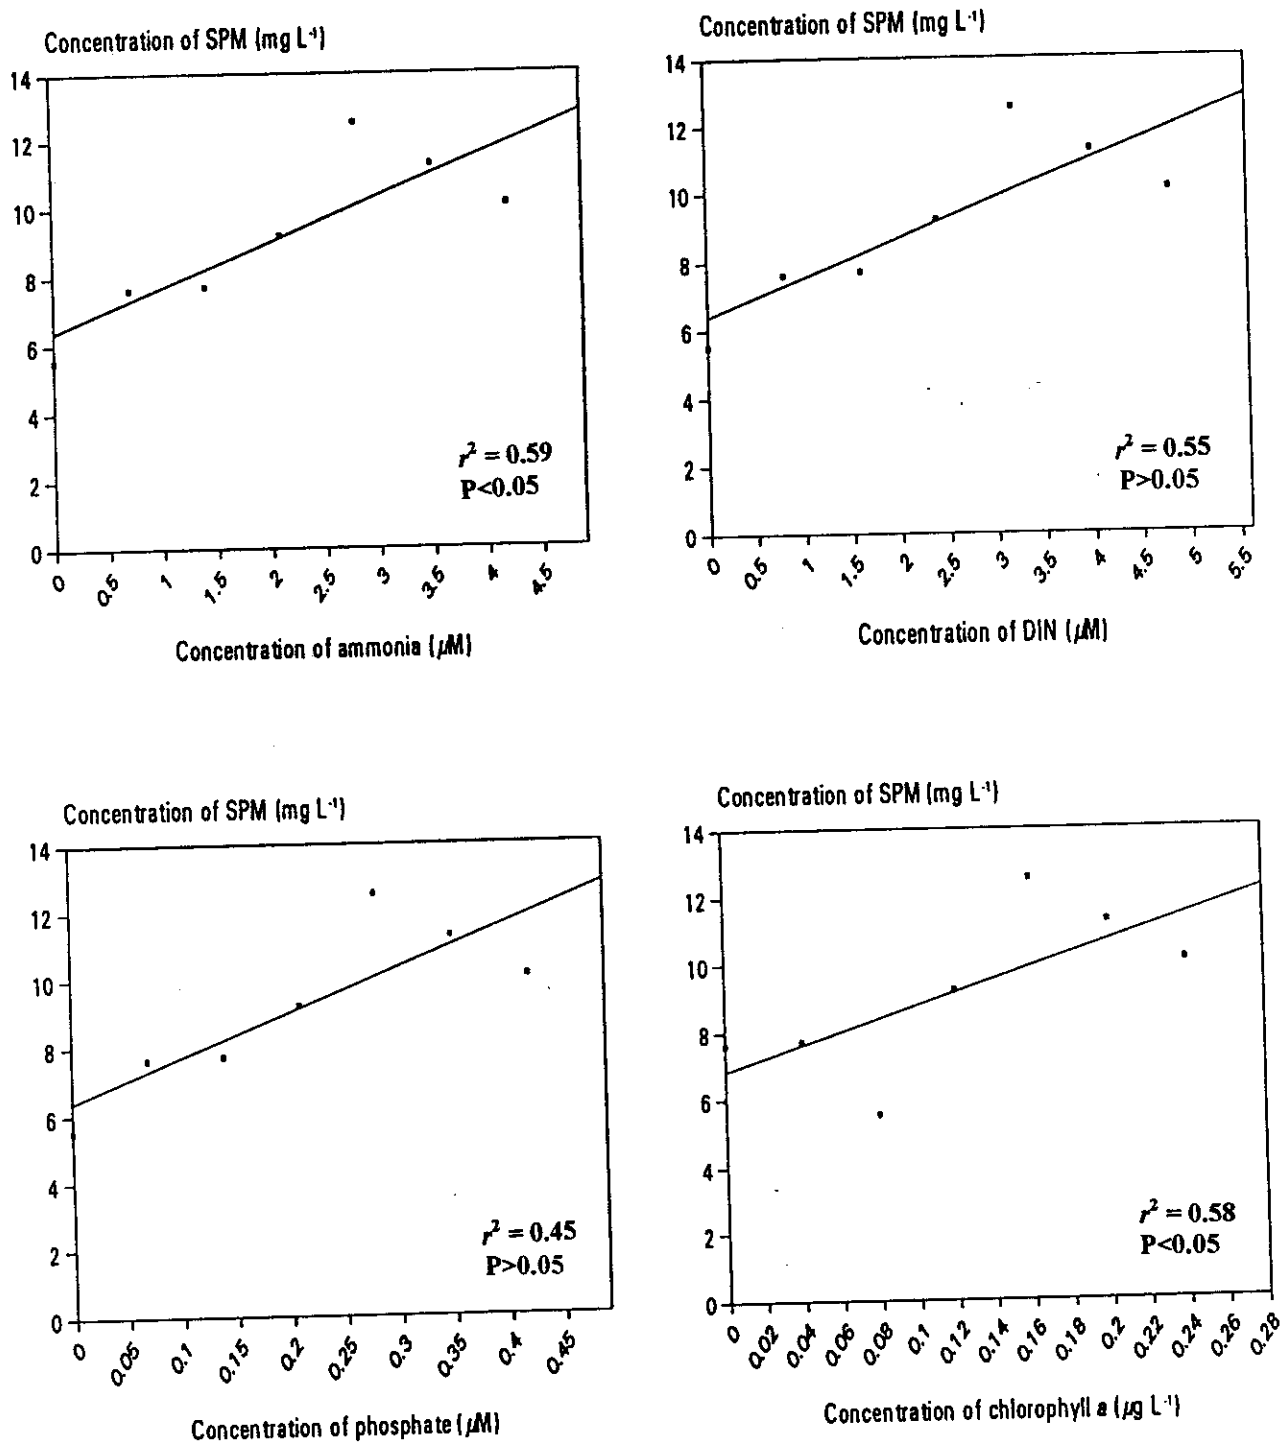 Concentration of SPM (mg L⁻¹)
14
12
10
8
6
4
2
0
r² = 0.59
P<0.05
0 0.5 1 1.5 2 2.5 3 3.5 4 4.5
Concentration of ammonia (µM)
Concentration of SPM (mg L⁻¹)
14
12
10
8
6
4
2
0
r² = 0.55
P>0.05
0 0.5 1 1.5 2 2.5 3 3.5 4 4.5 5 5.5
Concentration of DIN (µM)
Concentration of SPM (mg L⁻¹)
14
12
10
8
6
4
2
0
r² = 0.45
P>0.05
0 0.05 0.1 0.15 0.2 0.25 0.3 0.35 0.4 0.45
Concentration of phosphate (µM)
Concentration of SPM (mg L⁻¹)
14
12
10
8
6
4
2
0
r² = 0.58
P<0.05
0 0.02 0.04 0.06 0.08 0.1 0.12 0.14 0.16 0.18 0.2 0.22 0.24 0.26 0.28
Concentration of chlorophyll a (µg L⁻¹)